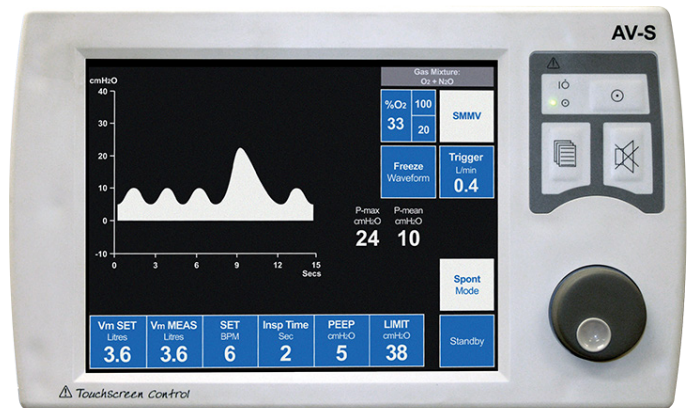 AV-S
cmH2O
40
30
20
10
0
-10
0 3 6 9 12 15
Secs
Gas Mixture:
O2 + N2O
%O2 100
33 20
SMMV
Freeze
Waveform
Trigger
L/min
0.4
P-max P-mean
cmH2O cmH2O
24 10
Spont
Mode
Vm SET Vm MEAS SET Insp Time PEEP LIMIT
Litres Litres BPM Sec cmH2O cmH2O
3.6 3.6 6 2 5 38
Standby
Touchscreen Control